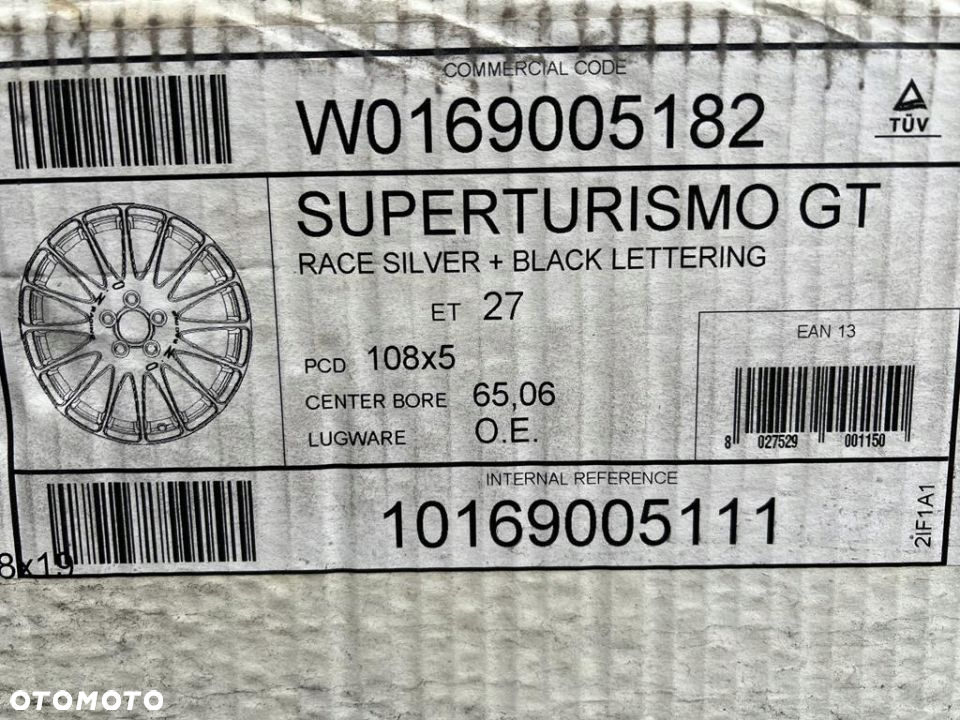 COMMERCIAL CODE
W0169005182
TÜV
SUPERTURISMO GT
RACE SILVER + BLACK LETTERING
ET 27
PCD 108x5
CENTER BORE 65,06
LUGWARE O.E.
EAN 13
8 027529 001150
INTERNAL REFERENCE
10169005111
2IF1A1
8x19
OTOMOTO